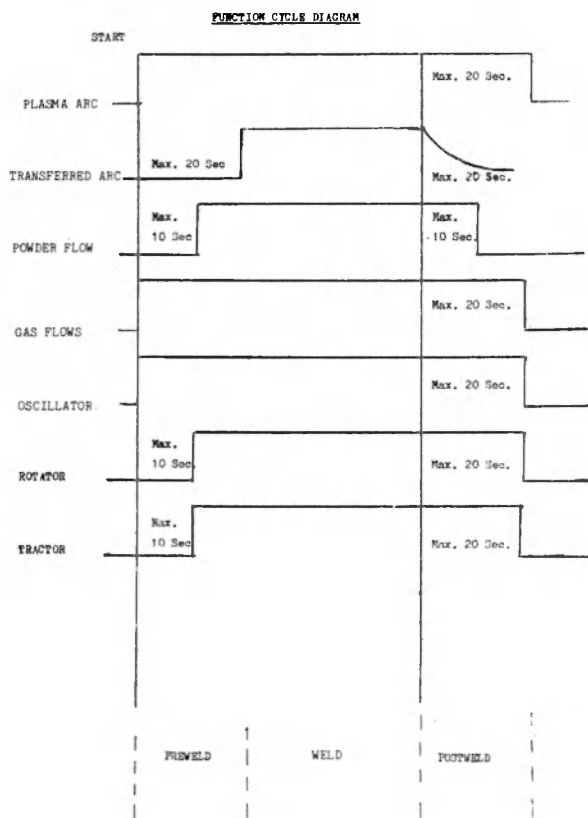 FUNCTION CYCLE DIAGRAM
START
Max. 20 Sec.
PLASMA ARC
Max. 20 Sec
TRANSFERRED ARC
Max. 20 Sec.
Max.
10 Sec
Max.
10 Sec.
POWDER FLOW
Max. 20 Sec.
GAS FLOWS
Max. 20 Sec.
OSCILLATOR
Max.
10 Sec.
Max. 20 Sec.
ROTATOR
Max.
10 Sec
Max. 20 Sec.
TRACTOR
PREWELD
WELD
POSTWELD